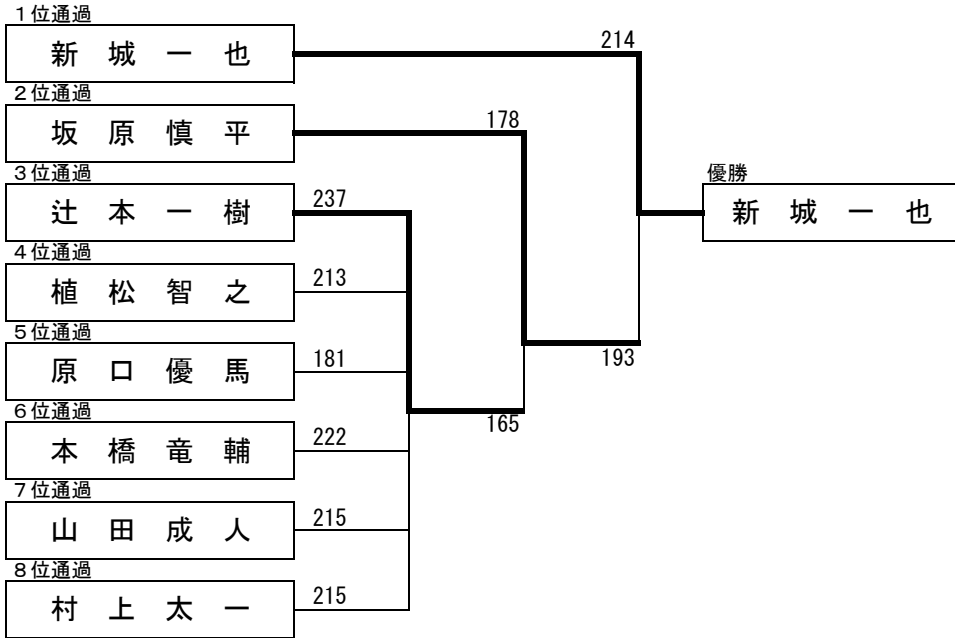 １位通過
新城一也
214
２位通過
坂原慎平
178
３位通過
辻本一樹
237
優勝
新城一也
４位通過
植松智之
213
５位通過
原口優馬
181
193
６位通過
本橋竜輔
222
165
７位通過
山田成人
215
８位通過
村上太一
215